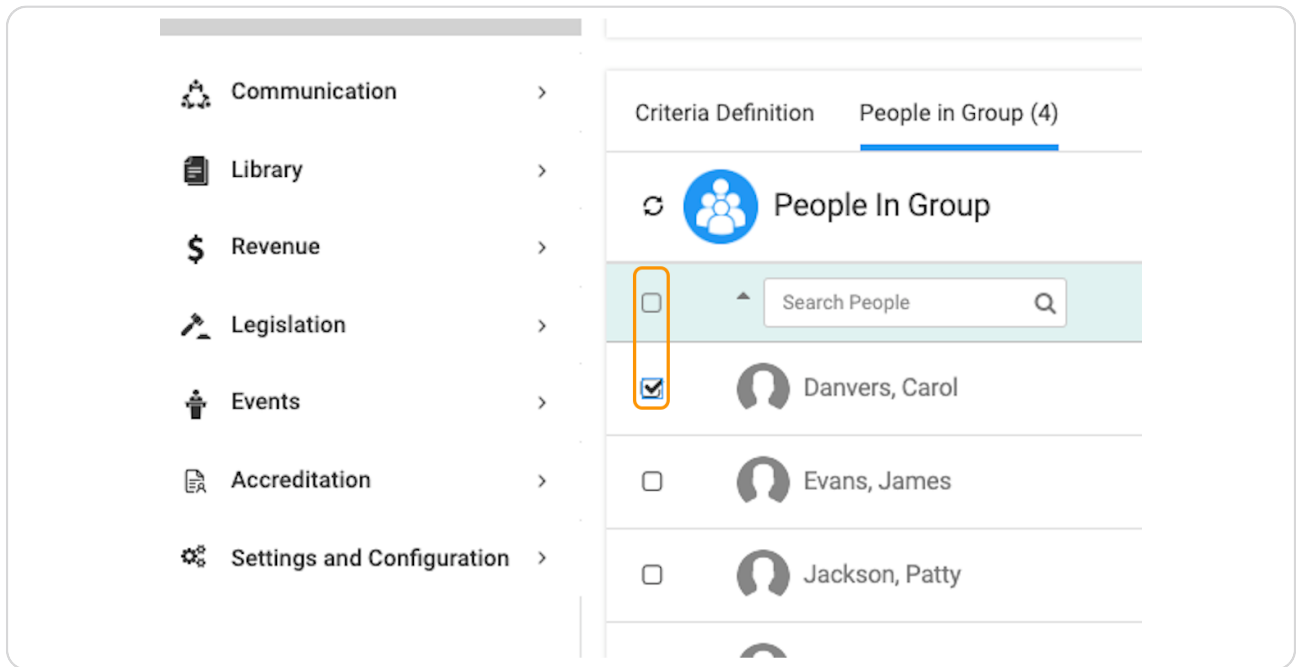 Communication
Library
Revenue
Legislation
Events
Accreditation
Settings and Configuration
Criteria Definition
People in Group (4)
People In Group
Search People
Danvers, Carol
Evans, James
Jackson, Patty